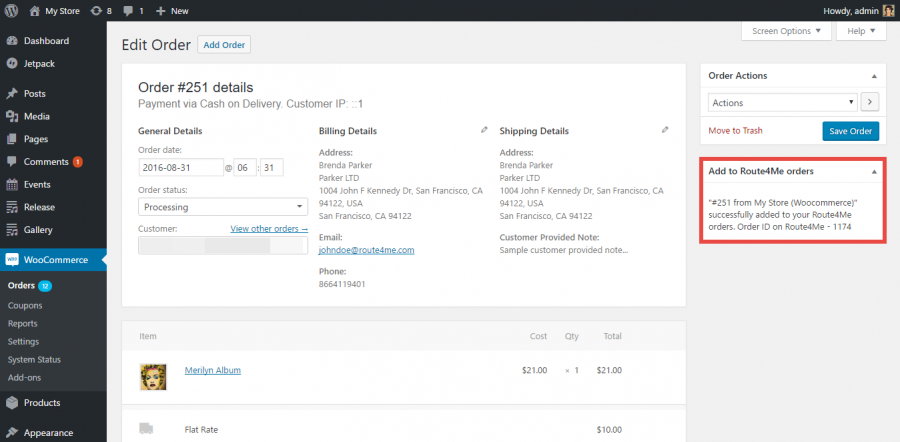 My Store 8 1 + New Howdy, admin
Screen Options Help
Dashboard
Jetpack
Posts
Media
Pages
Comments 1
Events
Release
Gallery
WooCommerce
Orders 12
Coupons
Reports
Settings
System Status
Add-ons
Products
Appearance
Edit Order Add Order
Order #251 details
Payment via Cash on Delivery. Customer IP: ::1
General Details
Order date:
2016-08-31 @ 06 : 31
Order status:
Processing
Customer: View other orders →
Billing Details
Address:
Brenda Parker
Parker LTD
1004 John F Kennedy Dr, San Francisco, CA
94122, USA
San Francisco, CA 94122
Email:
johndoe@route4me.com
Phone:
8664119401
Shipping Details
Address:
Brenda Parker
Parker LTD
1004 John F Kennedy Dr, San Francisco, CA
94122, USA
San Francisco, CA 94122
Customer Provided Note:
Sample customer provided note...
Item Cost Qty Total
Merilyn Album $21.00 × 1 $21.00
Flat Rate $10.00
Order Actions
Actions
Move to Trash Save Order
Add to Route4Me orders
"#251 from My Store (Woocommerce)"
successfully added to your Route4Me
orders. Order ID on Route4Me - 1174